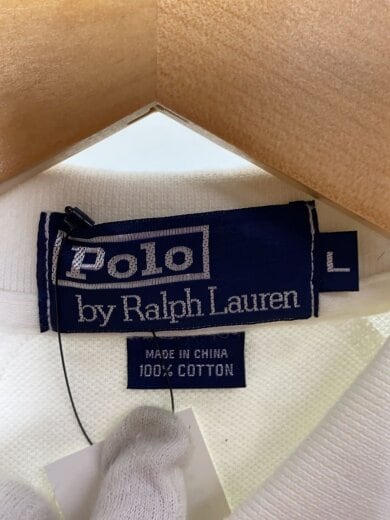 Polo
by Ralph Lauren
L
MADE IN CHINA
100% COTTON